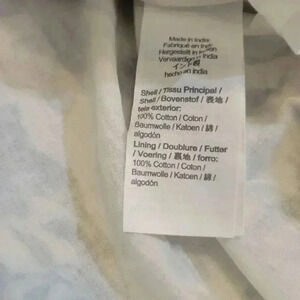 Made in India/
Fabriqué en Inde
Hergestellt in Indien
Vervaardigd in India
インド製
hecho en india
Shell / Tissu Principal /
Shell / Bovenstof / 表地 /
tela exterior:
100% Cotton / Coton /
Baumwolle / Katoen / 綿 /
algodón
Lining / Doublure / Futter
/ Voering / 裏地 / forro:
100% Cotton / Coton /
Baumwolle / Katoen / 綿 /
algodón